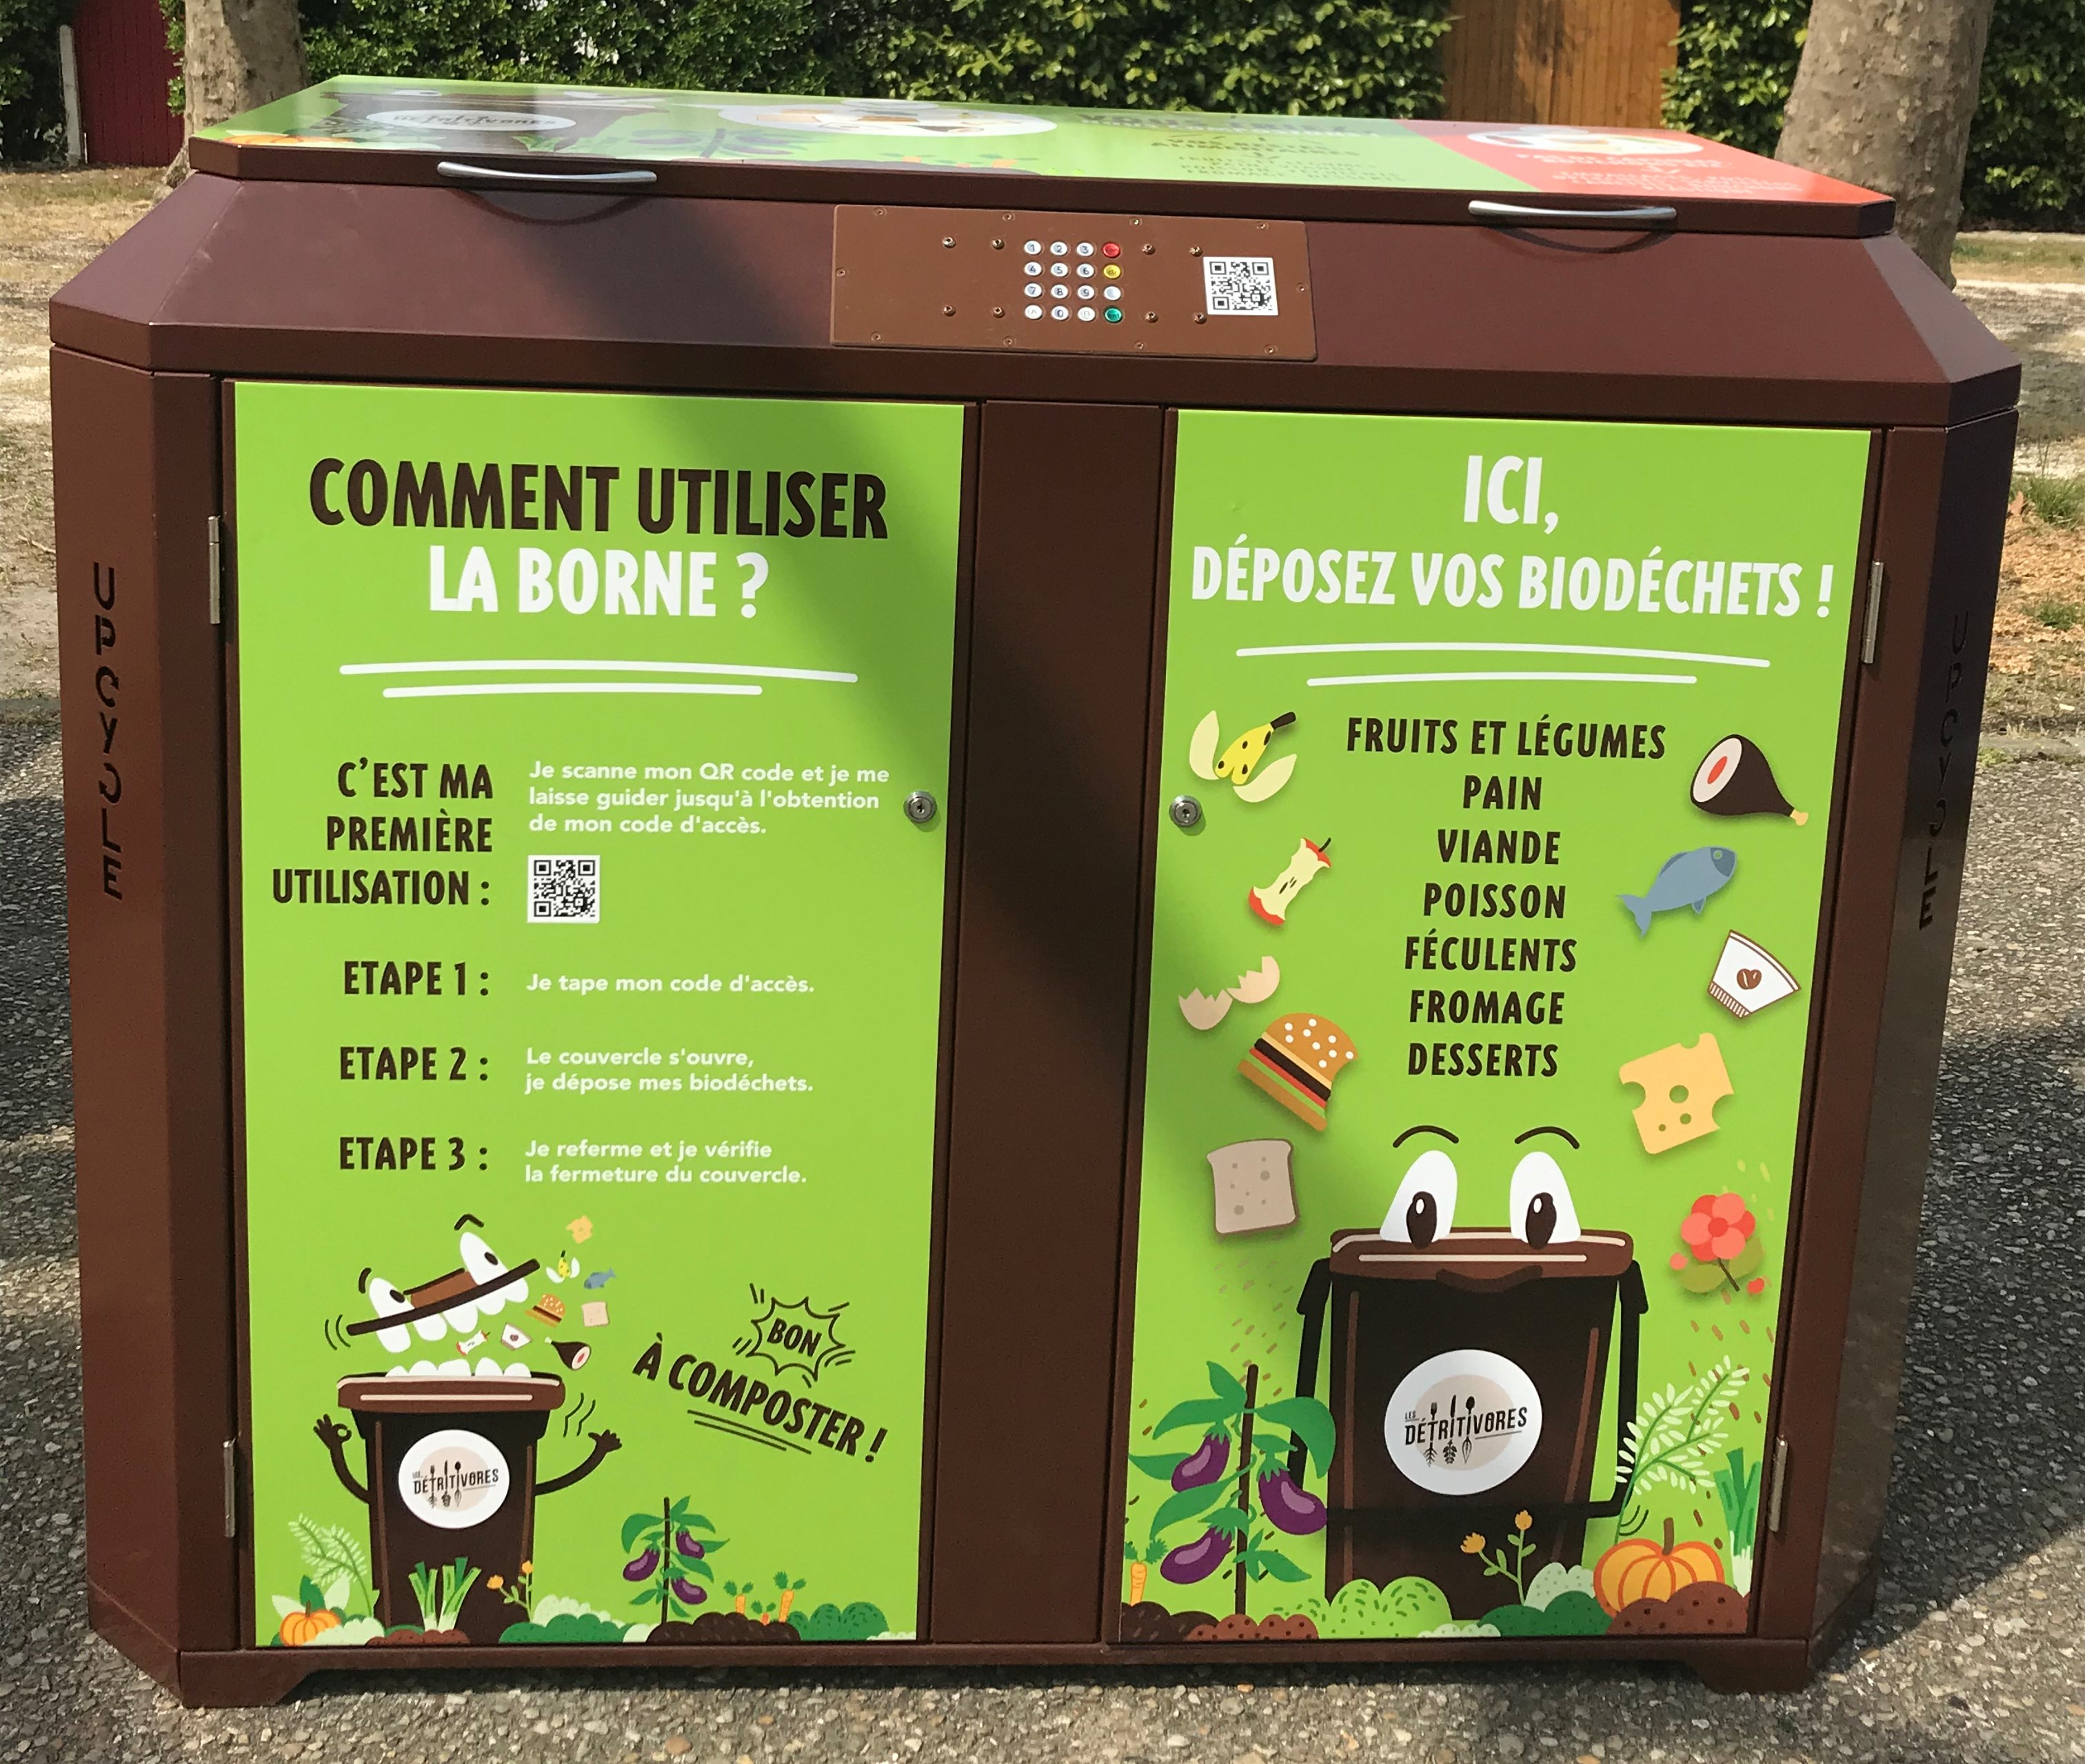 UPCYCLE
COMMENT UTILISER
LA BORNE ?
C'EST MA
PREMIÈRE
UTILISATION :
Je scanne mon QR code et je me
laisse guider jusqu'à l'obtention
de mon code d'accès.
ETAPE 1 :
Je tape mon code d'accès.
ETAPE 2 :
Le couvercle s'ouvre,
je dépose mes biodéchets.
ETAPE 3 :
Je referme et je vérifie
la fermeture du couvercle.
BON
À COMPOSTER !
LES
DÉTRITIVORES
ICI,
DÉPOSEZ VOS BIODÉCHETS !
FRUITS ET LÉGUMES
PAIN
VIANDE
POISSON
FÉCULENTS
FROMAGE
DESSERTS
LES
DÉTRITIVORES
UPCYCLE